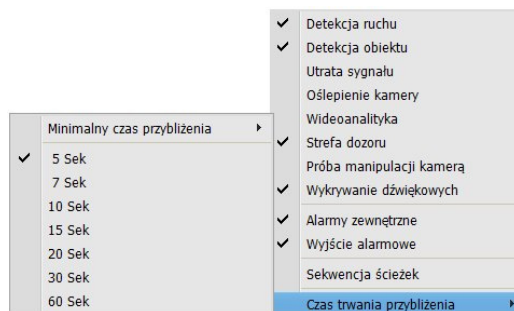 Detekcja ruchu
Detekcja obiektu
Utrata sygnału
Oślepienie kamery
Wideoanalityka
Strefa dozoru
Próba manipulacji kamerą
Wykrywanie dźwiękowych
Alarmy zewnętrzne
Wyjście alarmowe
Sekwencja ścieżek
Czas trwania przybliżenia
Minimalny czas przybliżenia
5 Sek
7 Sek
10 Sek
15 Sek
20 Sek
30 Sek
60 Sek